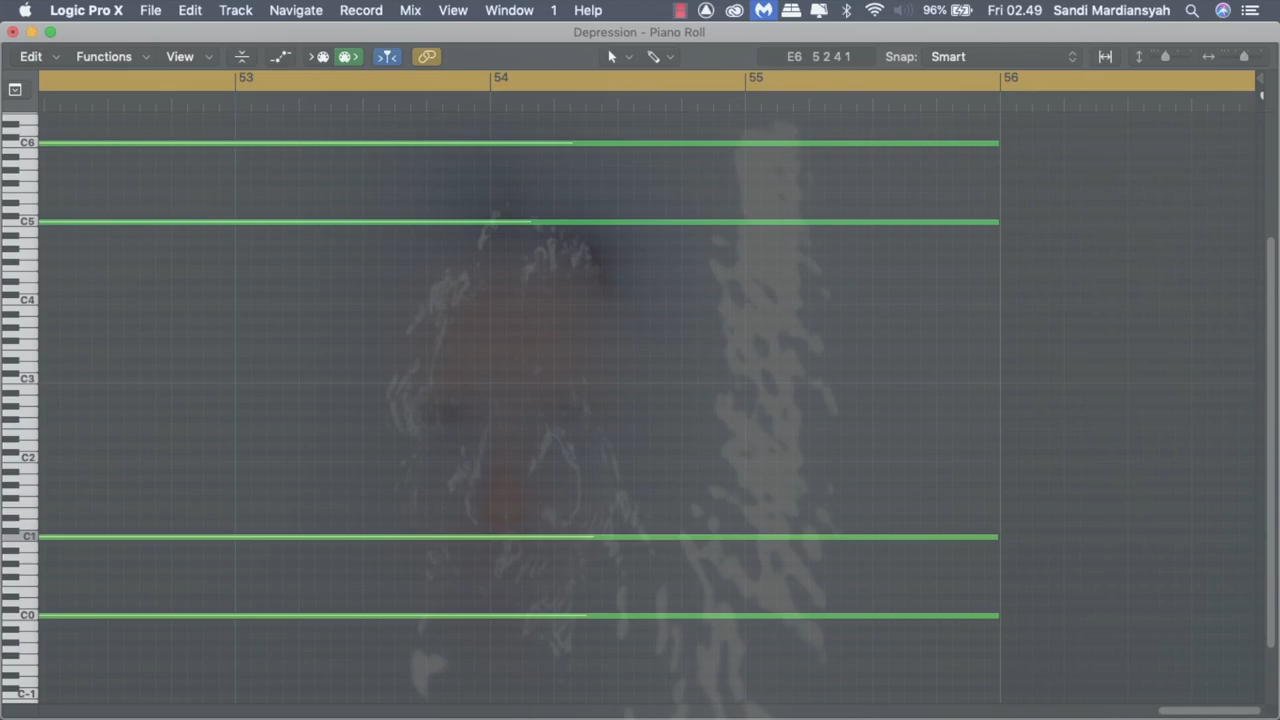 Logic Pro X File Edit Track Navigate Record Mix View Window 1 Help 96% Fri 02.49 Sandi Mardiansyah
Depression - Piano Roll
Edit Functions View E6 5 2 4 1 Snap: Smart
53 54 55 56
C6
C5
C4
C3
C2
C1
C0
C-1